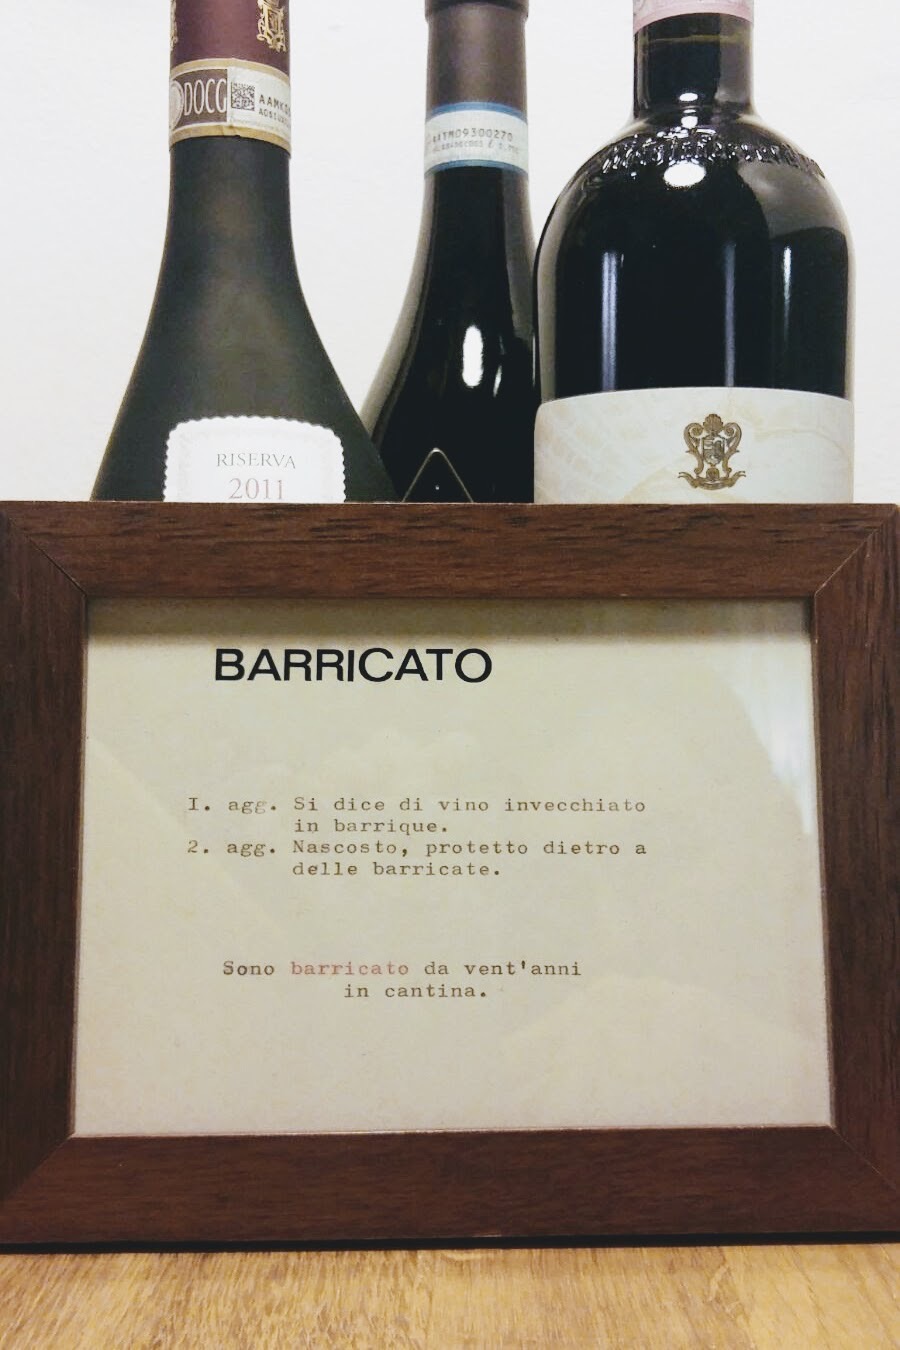 DOCG
RISERVA
2011
BARRICATO
I. agg. Si dice di vino invecchiato
in barrique.
2. agg. Nascosto, protetto dietro a
delle barricate.
Sono barricato da vent'anni
in cantina.